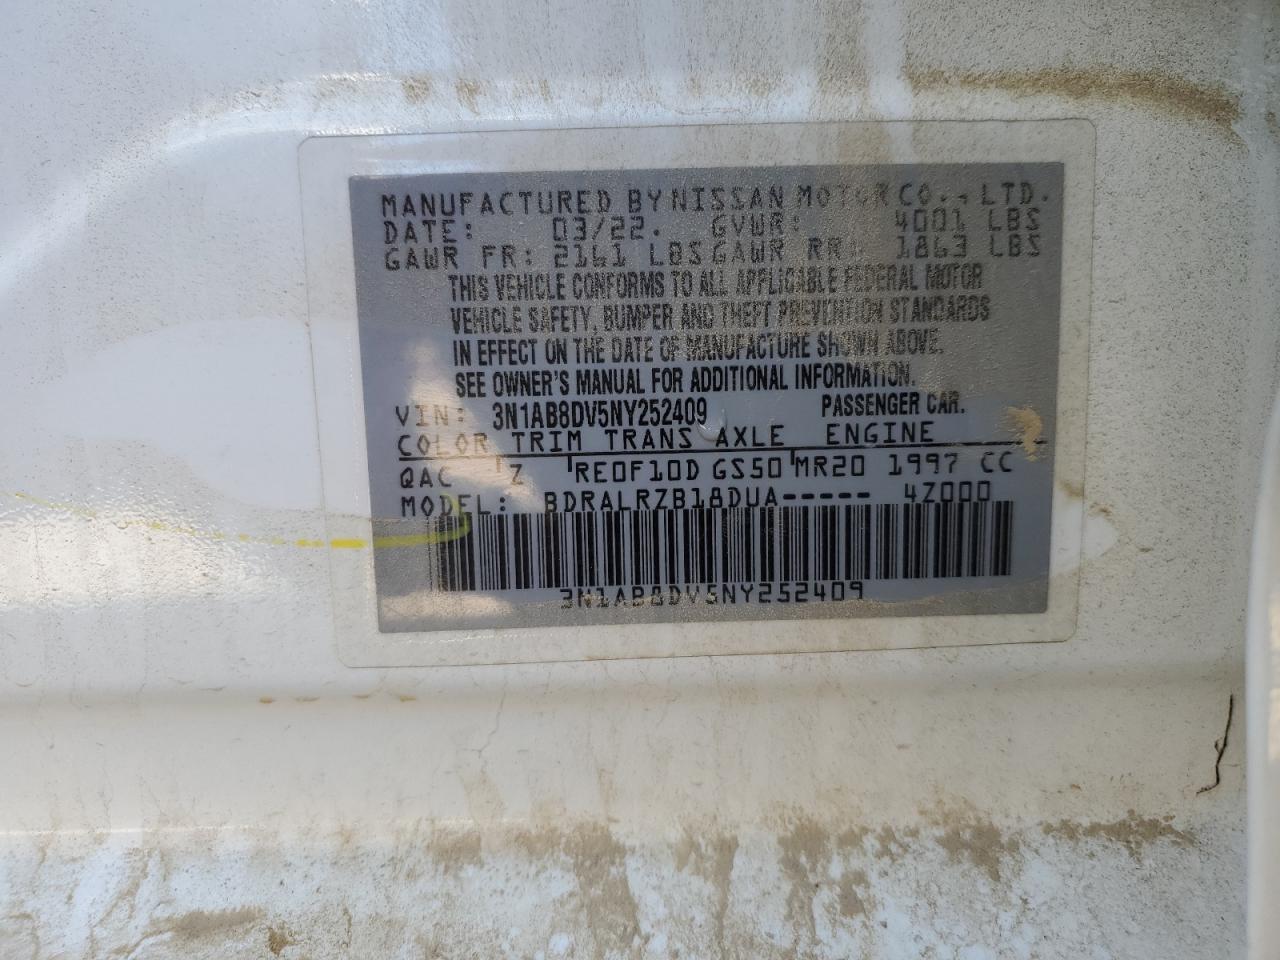 MANUFACTURED BY NISSAN MOTOR CO., LTD.
DATE: 03/22. GVWR: 4001 LBS
GAWR FR: 2161 LBS GAWR RR: 1863 LBS
THIS VEHICLE CONFORMS TO ALL APPLICABLE FEDERAL MOTOR
VEHICLE SAFETY, BUMPER AND THEFT PREVENTION STANDARDS
IN EFFECT ON THE DATE OF MANUFACTURE SHOWN ABOVE.
SEE OWNER'S MANUAL FOR ADDITIONAL INFORMATION.
VIN: 3N1AB8DV5NY252409 PASSENGER CAR.
COLOR TRIM TRANS AXLE ENGINE
QAC Z RE0F10D GS50 MR20 1997 CC
MODEL: BDRALRZB18DUA----- 4Z000
3N1AB8DV5NY252409